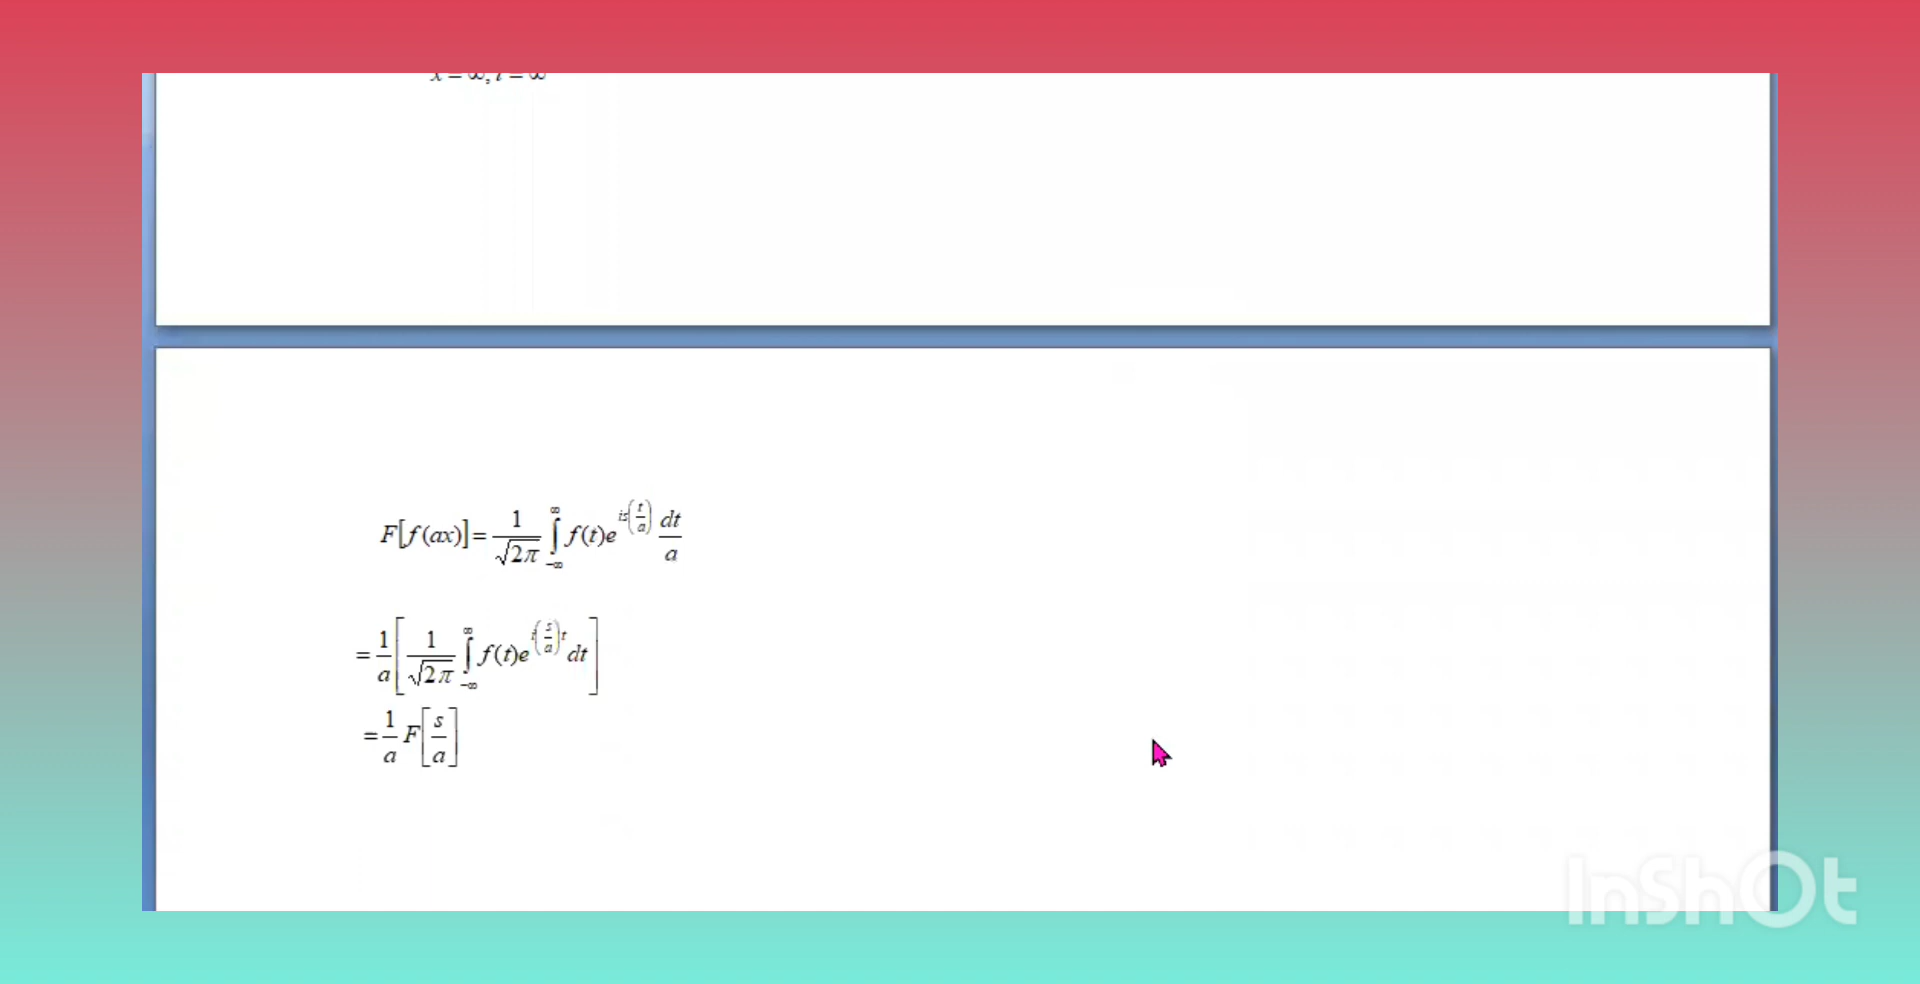 x = ∞, t = ∞
F[f(ax)] = 1/√2π ∫_{-∞}^{∞} f(t)e^{is(t/a)} dt/a
= 1/a [1/√2π ∫_{-∞}^{∞} f(t)e^{i(s/a)t} dt]
= 1/a F[s/a]
InShOt